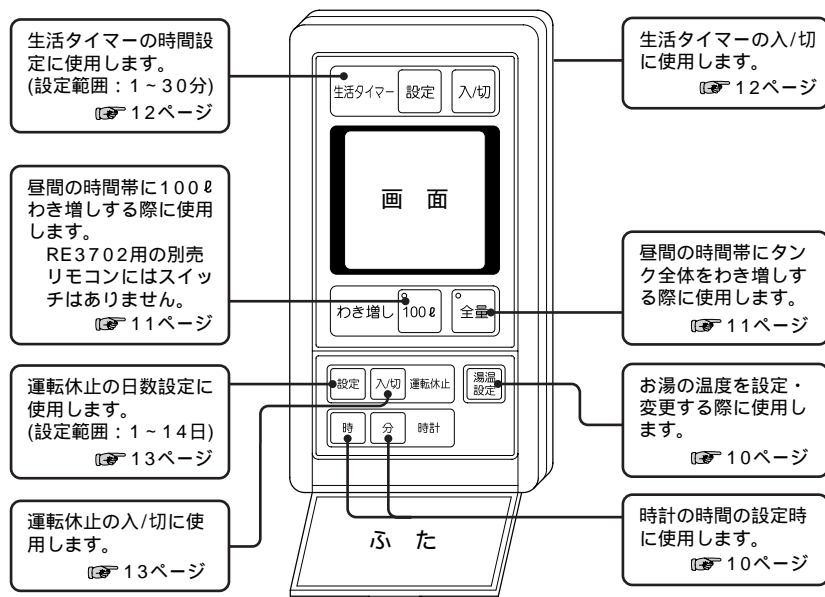 生活タイマーの時間設
定に使用します。
(設定範囲：1～30分)
☞12ページ
昼間の時間帯に100ℓ
わき増しする際に使用
します。
RE3702用の別売
リモコンにはスイッ
チはありません。
☞11ページ
運転休止の日数設定に
使用します。
(設定範囲：1～14日)
☞13ページ
運転休止の入/切に使
用します。
☞13ページ
生活タイマー 設定 入/切
画 面
わき増し 100ℓ 全量
設定 入/切 運転休止 湯温
設定
時 分 時計
ふ た
生活タイマーの入/切
に使用します。
☞12ページ
昼間の時間帯にタン
ク全体をわき増しす
る際に使用します。
☞11ページ
お湯の温度を設定・
変更する際に使用し
ます。
☞10ページ
時計の時間の設定時
に使用します。
☞10ページ